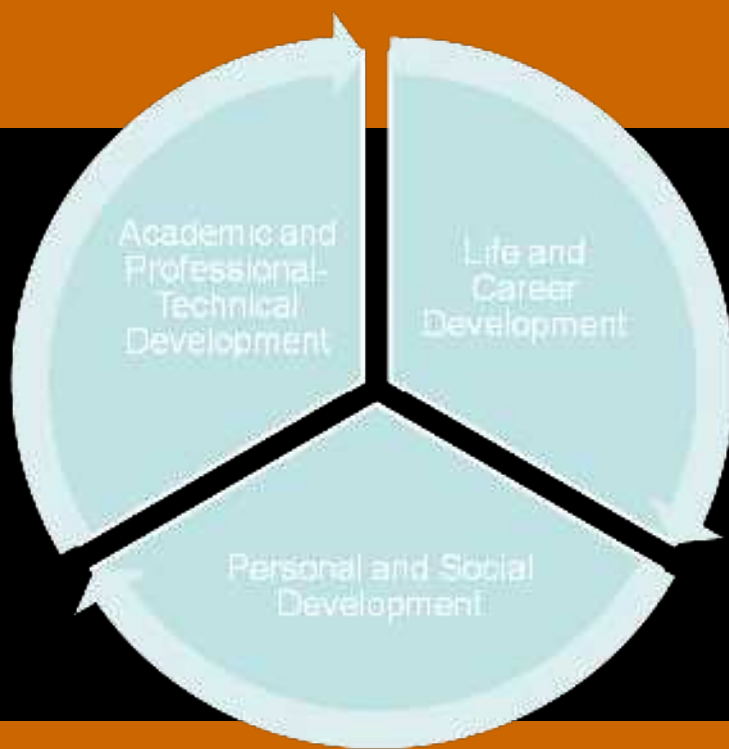 Academic and
Professional-
Technical
Development
Life and
Career
Development
Personal and Social
Development